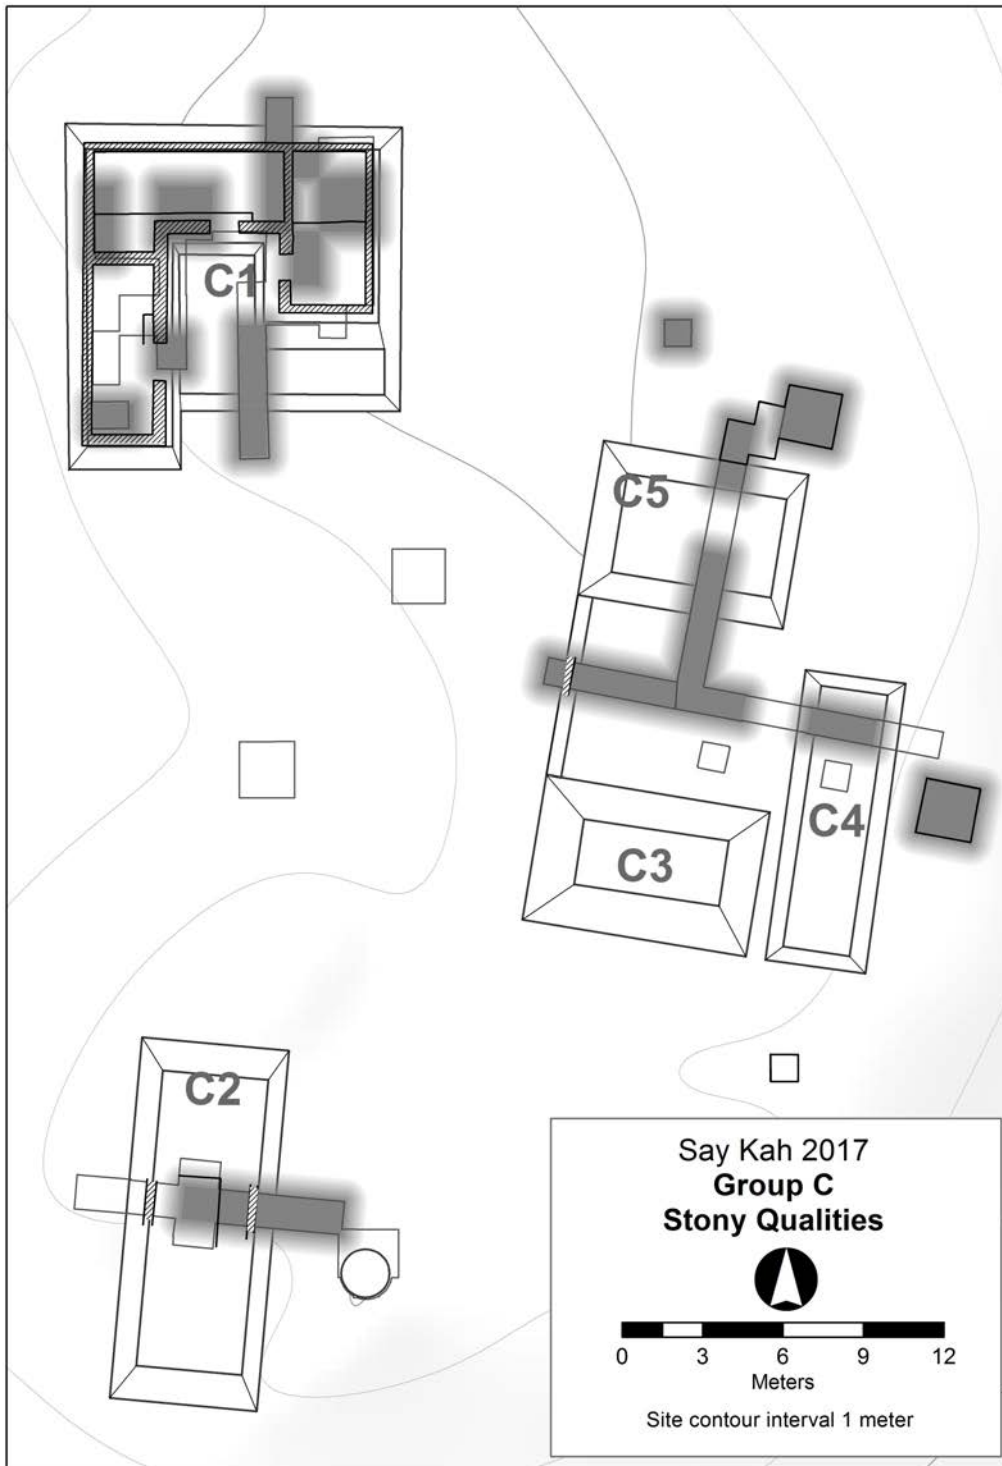 C1
C5
C4
C3
C2
Say Kah 2017
Group C
Stony Qualities
0 3 6 9 12
Meters
Site contour interval 1 meter